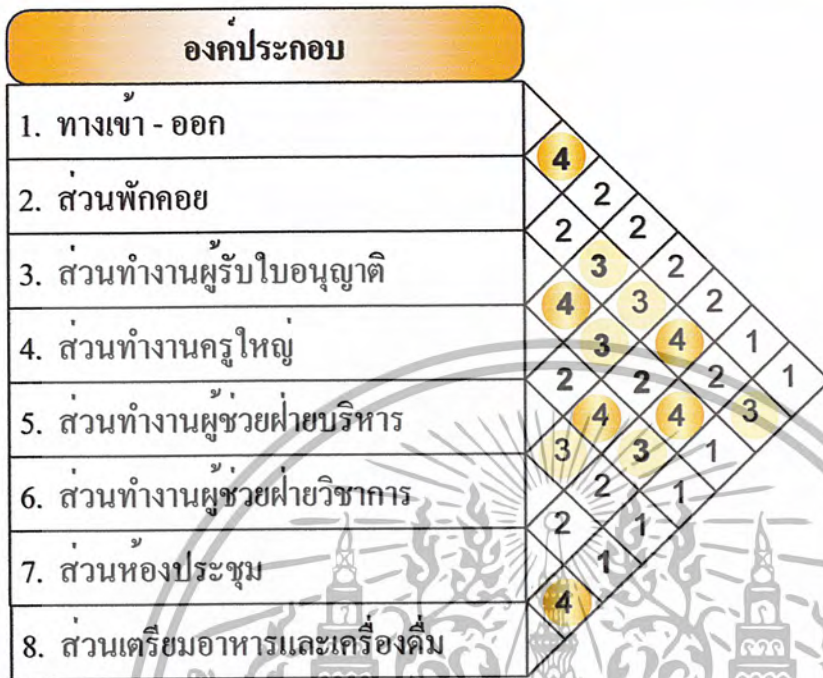 องค์ประกอบ
1. ทางเข้า - ออก
4
2. ส่วนพักคอย 2
2 2
3. ส่วนทำงานผู้รับใบอนุญาติ 3 2
4 3 2
4. ส่วนทำงานครูใหญ่ 3 4 1
2 2 2 1
5. ส่วนทำงานผู้ช่วยฝ่ายบริหาร 4 4 3
3 3 1
6. ส่วนทำงานผู้ช่วยฝ่ายวิชาการ 2 1
2 1
7. ส่วนห้องประชุม 1
4
8. ส่วนเตรียมอาหารและเครื่องดื่ม